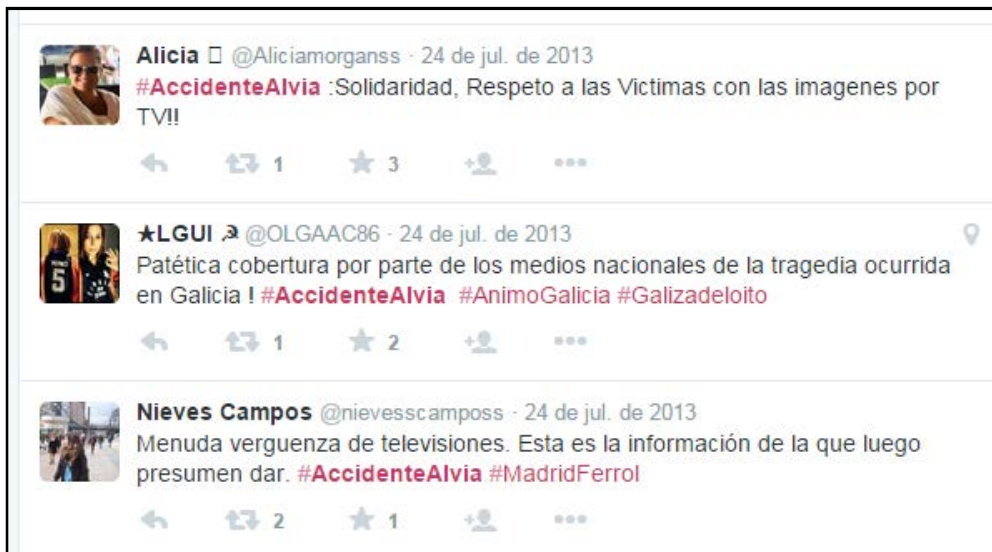 Alicia @Aliciamorganss · 24 de jul. de 2013
#AccidenteAlvia :Solidaridad, Respeto a las Victimas con las imagenes por
TV!!
1 3
★LGUI ☭ @OLGAAC86 · 24 de jul. de 2013
Patética cobertura por parte de los medios nacionales de la tragedia ocurrida
en Galicia ! #AccidenteAlvia #AnimoGalicia #Galizadeloito
1 2
Nieves Campos @nievesscamposs · 24 de jul. de 2013
Menuda verguenza de televisiones. Esta es la información de la que luego
presumen dar. #AccidenteAlvia #MadridFerrol
2 1